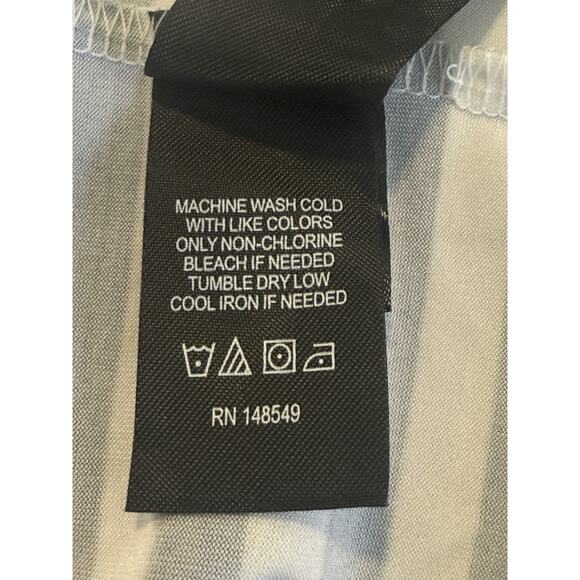 MACHINE WASH COLD
WITH LIKE COLORS
ONLY NON-CHLORINE
BLEACH IF NEEDED
TUMBLE DRY LOW
COOL IRON IF NEEDED
RN 148549